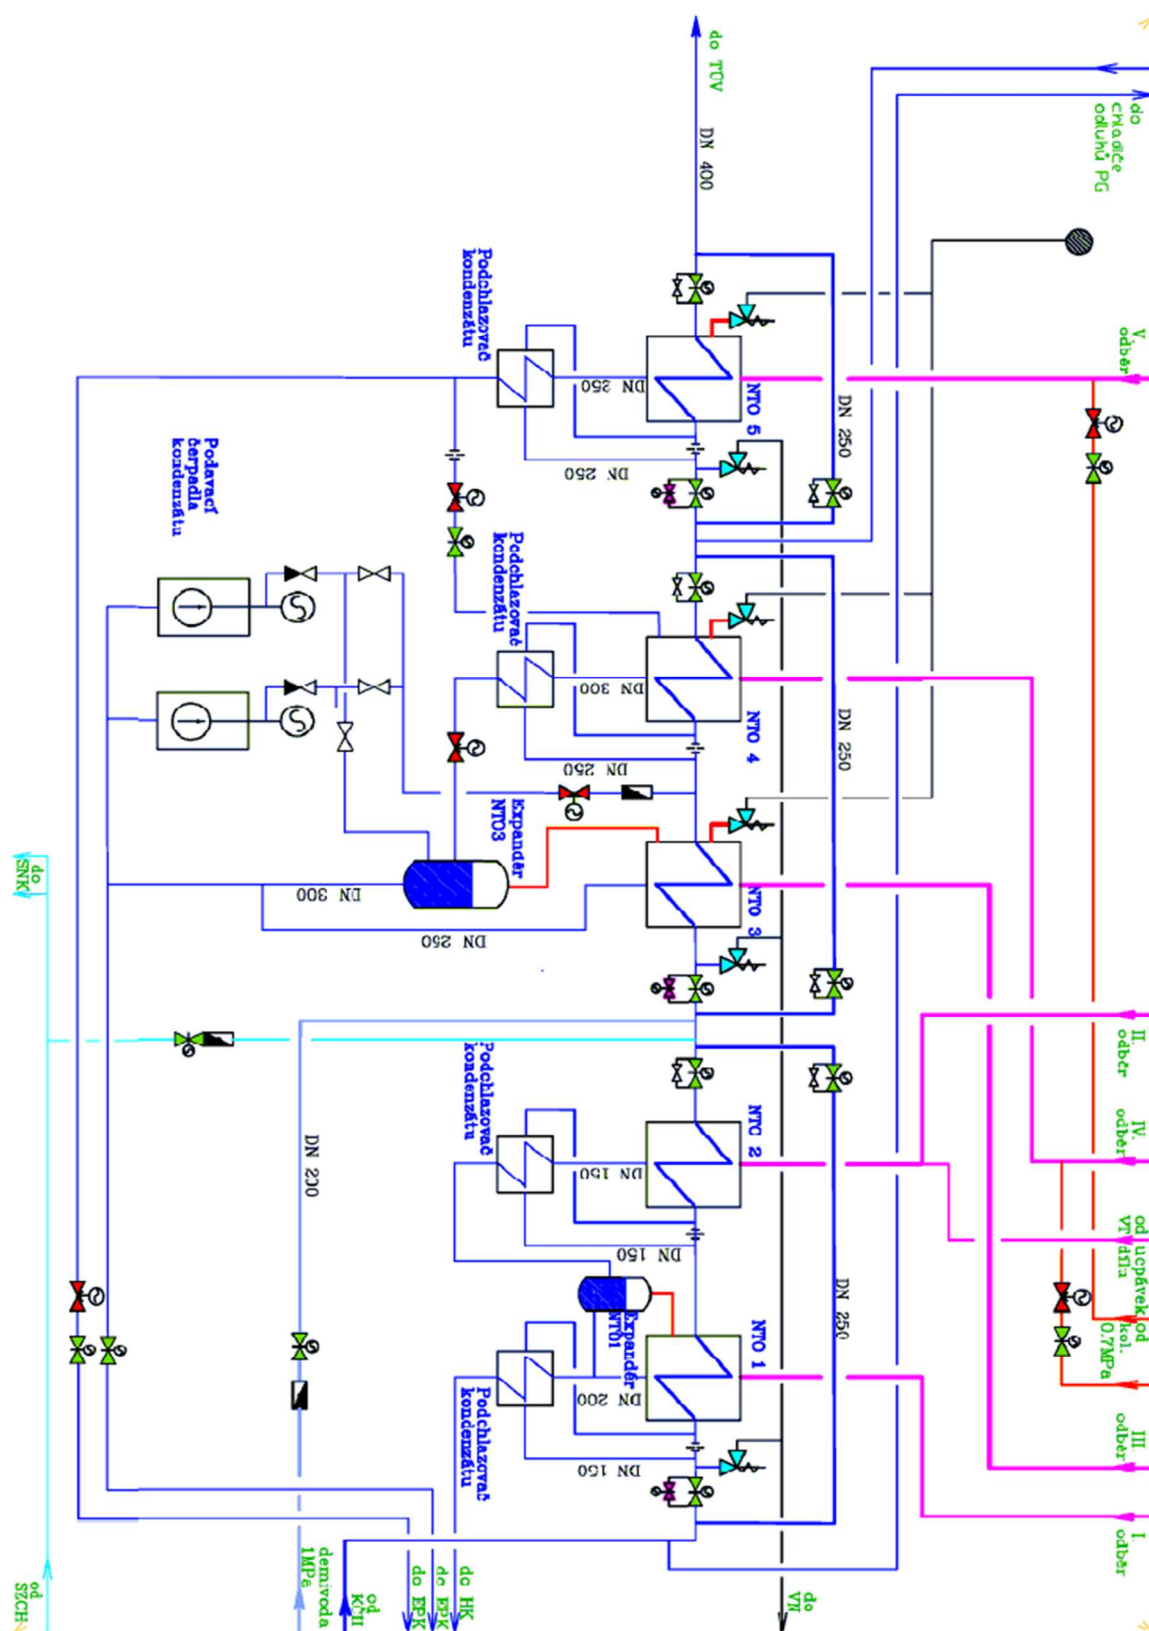 do TÚV
DN 400
do
chladiče
odluhů PG
Podchlazovač
kondenzátu
DN 250
NTO 5
DN 250
V.
odběr
DN 250
Podávací
čerpadla
kondenzátu
Podchlazovač
kondenzátu
DN 300
NTO 4
DN 250
DN 250
Expandér
NTO3
NTO 3
DN 300
DN 250
do
SNK
II.
odběr
Podchlazovač
kondenzátu
NTO 2
DN 150
DN 200
DN 150
IV.
odběr
od ucpávek
VT dílu
od
kol.
0.7MPa
Expandér
NTO1
NTO 1
DN 250
DN 200
Podchlazovač
kondenzátu
DN 150
III
odběr
I.
odběr
od
SZCH
demivoda
1MPa
od
KČII
do EPK
do EPK
do HK
do
VN